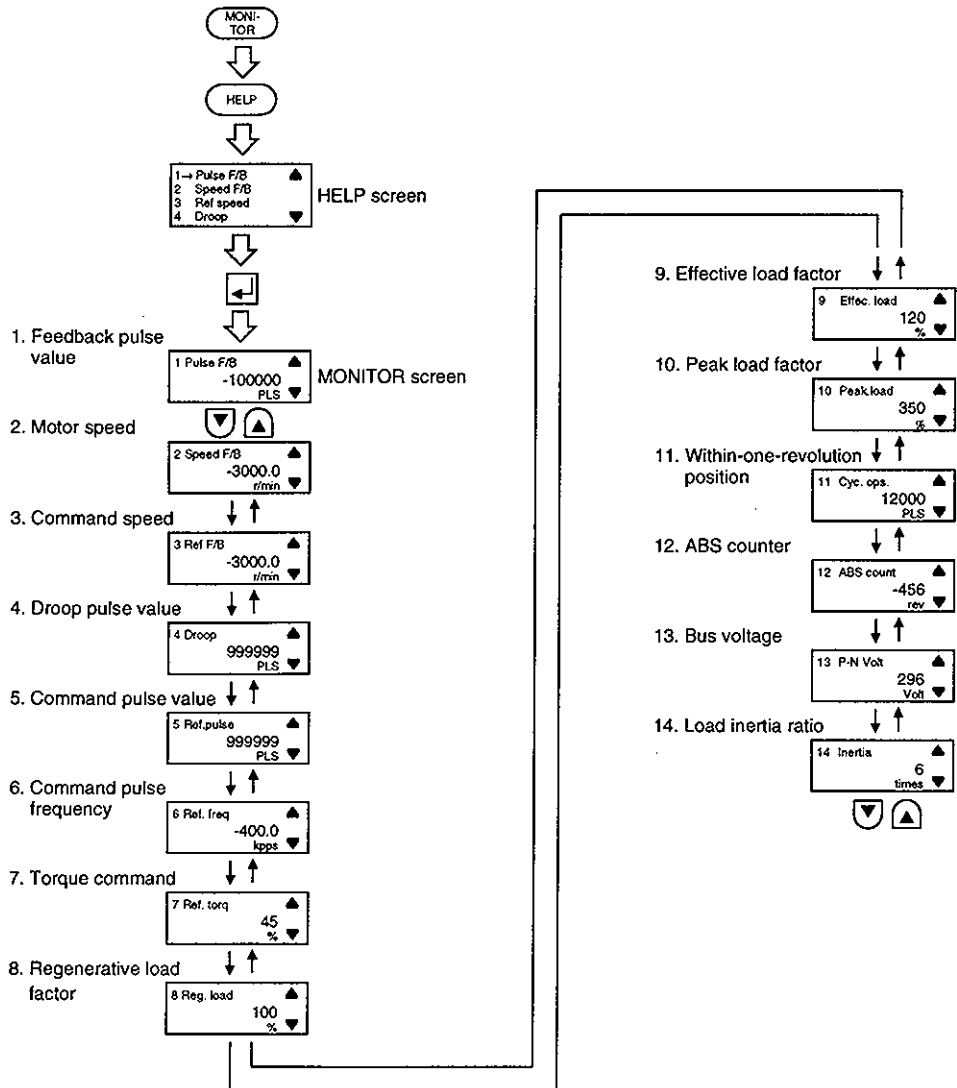 MONI-
TOR
HELP
1→ Pulse F/B
2 Speed F/B
3 Ref speed
4 Droop
HELP screen
1. Feedback pulse
value
1 Pulse F/B
-100000
PLS
MONITOR screen
2. Motor speed
2 Speed F/B
-3000.0
r/min
3. Command speed
3 Ref F/B
-3000.0
r/min
4. Droop pulse value
4 Droop
999999
PLS
5. Command pulse value
5 Ref.pulse
999999
PLS
6. Command pulse
frequency
6 Ref. freq
-400.0
kpps
7. Torque command
7 Ref. torq
45
%
8. Regenerative load
factor
8 Reg. load
100
%
9. Effective load factor
9 Effec. load
120
%
10. Peak load factor
10 Peak.load
350
%
11. Within-one-revolution
position
11 Cyc. ops.
12000
PLS
12. ABS counter
12 ABS count
-456
rev
13. Bus voltage
13 P-N Volt
296
Volt
14. Load inertia ratio
14 Inertia
6
times